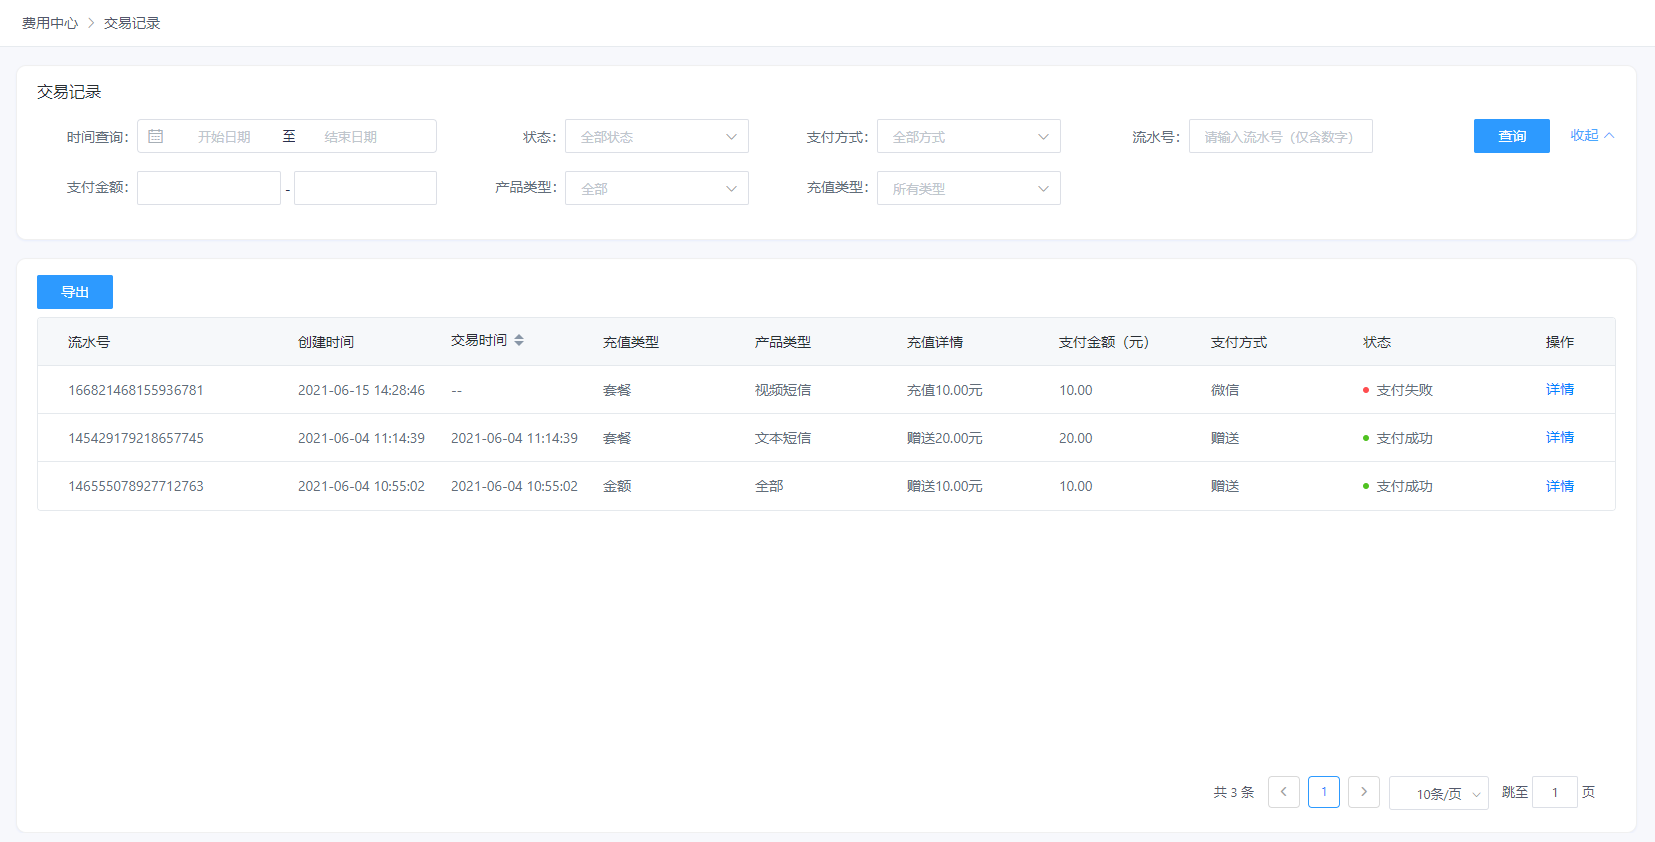 费用中心 > 交易记录
交易记录
时间查询: 开始日期 至 结束日期 状态: 全部状态 支付方式: 全部方式 流水号: 请输入流水号（仅含数字） 查询 收起
支付金额: - 产品类型: 全部 充值类型: 所有类型
导出
流水号 创建时间 交易时间 充值类型 产品类型 充值详情 支付金额（元） 支付方式 状态 操作
166821468155936781 2021-06-15 14:28:46 -- 套餐 视频短信 充值10.00元 10.00 微信 支付失败 详情
145429179218657745 2021-06-04 11:14:39 2021-06-04 11:14:39 套餐 文本短信 赠送20.00元 20.00 赠送 支付成功 详情
146555078927712763 2021-06-04 10:55:02 2021-06-04 10:55:02 金额 全部 赠送10.00元 10.00 赠送 支付成功 详情
共 3 条 < 1 > 10条/页 跳至 1 页